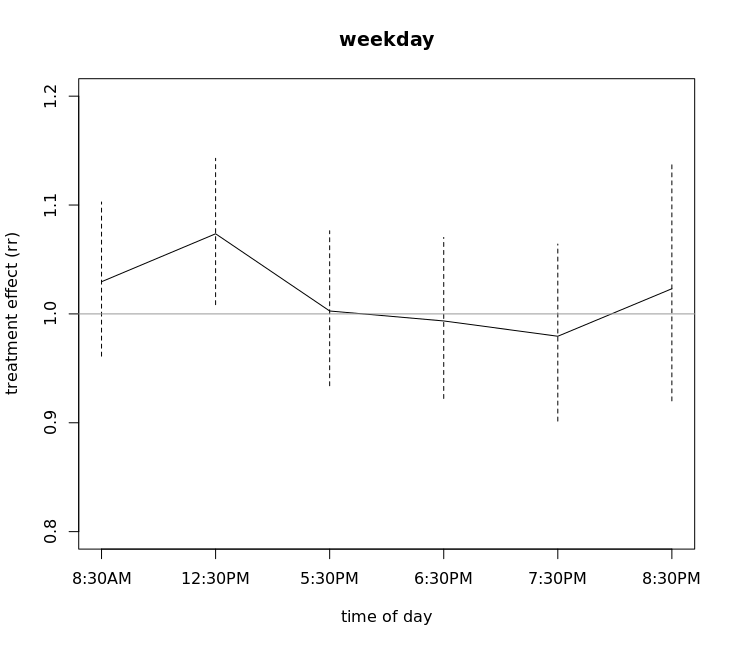 weekday
treatment effect (rr)
1.2
1.1
1.0
0.9
0.8
8:30AM 12:30PM 5:30PM 6:30PM 7:30PM 8:30PM
time of day